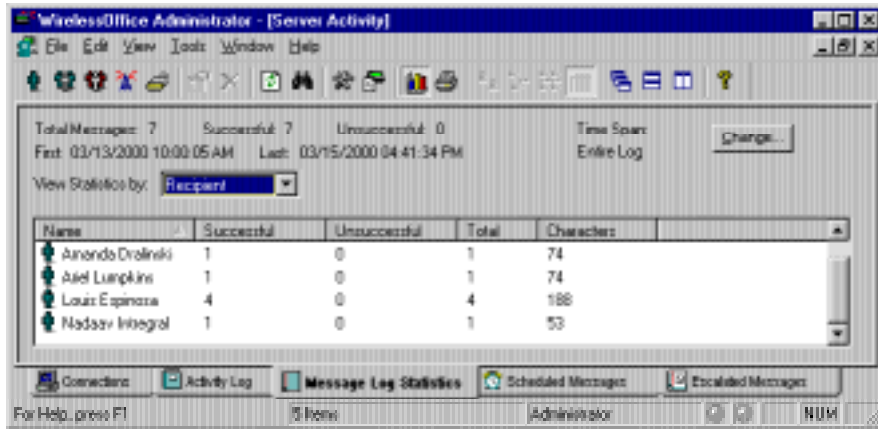 WirelessOffice Administrator - [Server Activity]
File Edit View Tools Window Help
Total Messages: 7 Successful: 7 Unsuccessful: 0 Time Span:
First: 03/13/2000 10:00:05 AM Last: 03/15/2000 04:41:34 PM Entire Log Change...
View Statistics by: Recipient
Name Successful Unsuccessful Total Characters
Amanda Dralinski 1 0 1 74
Ariel Lumpkins 1 0 1 74
Louis Espinosa 4 0 4 188
Nadaav 1 0 1 53
Connections Activity Log Message Log Statistics Scheduled Messages Escalated Messages
For Help, press F1 5 Items Administrator NUM